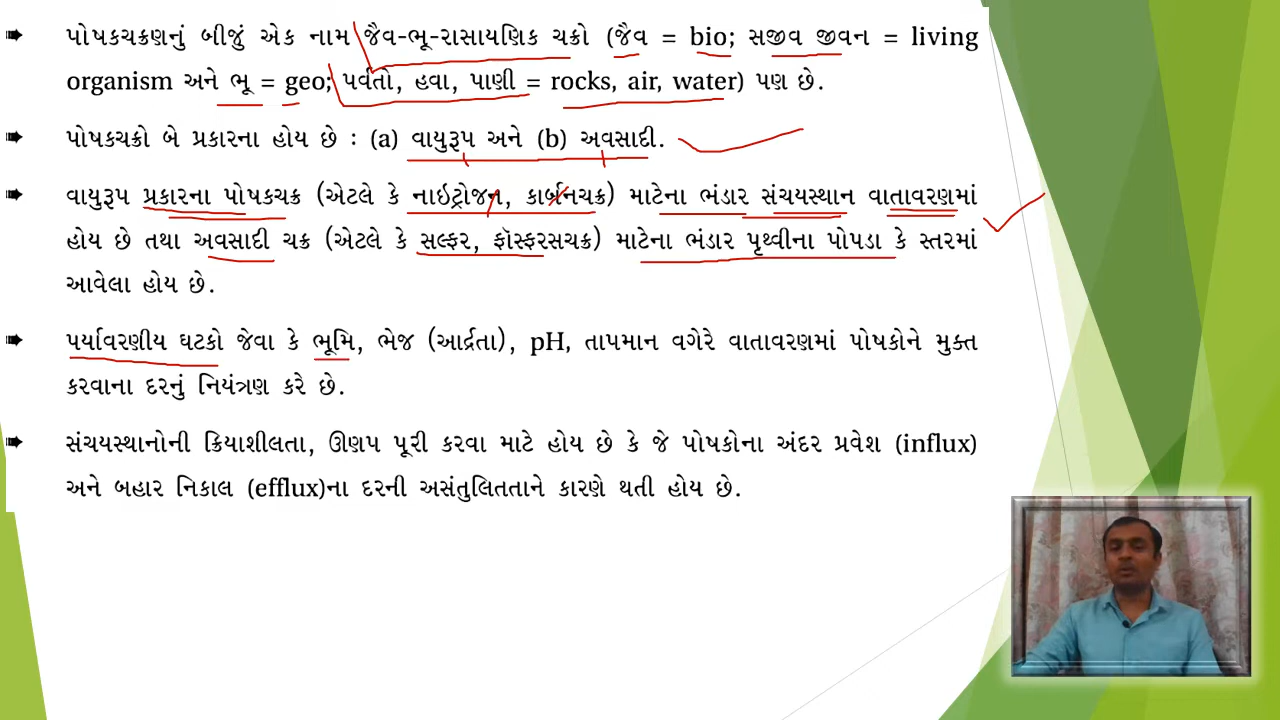 પોષકચક્રણનું બીજું એક નામ જૈવ-ભૂ-રાસાયણિક ચક્રો (જૈવ = bio; સજીવ જીવન = living
organism અને ભૂ = geo; પર્વતો, હવા, પાણી = rocks, air, water) પણ છે.
પોષકચક્રો બે પ્રકારના હોય છે : (a) વાયુરૂપ અને (b) અવસાદી.
વાયુરૂપ પ્રકારના પોષકચક્ર (એટલે કે નાઇટ્રોજન, કાર્બનચક્ર) માટેના ભંડાર સંચયસ્થાન વાતાવરણમાં
હોય છે તથા અવસાદી ચક્ર (એટલે કે સલ્ફર, ફૉસ્ફરસચક્ર) માટેના ભંડાર પૃથ્વીના પોપડા કે સ્તરમાં
આવેલા હોય છે.
પર્યાવરણીય ઘટકો જેવા કે ભૂમિ, ભેજ (આર્દ્રતા), pH, તાપમાન વગેરે વાતાવરણમાં પોષકોને મુક્ત
કરવાના દરનું નિયંત્રણ કરે છે.
સંચયસ્થાનોની ક્રિયાશીલતા, ઊણપ પૂરી કરવા માટે હોય છે કે જે પોષકોના અંદર પ્રવેશ (influx)
અને બહાર નિકાલ (efflux)ના દરની અસંતુલિતતાને કારણે થતી હોય છે.